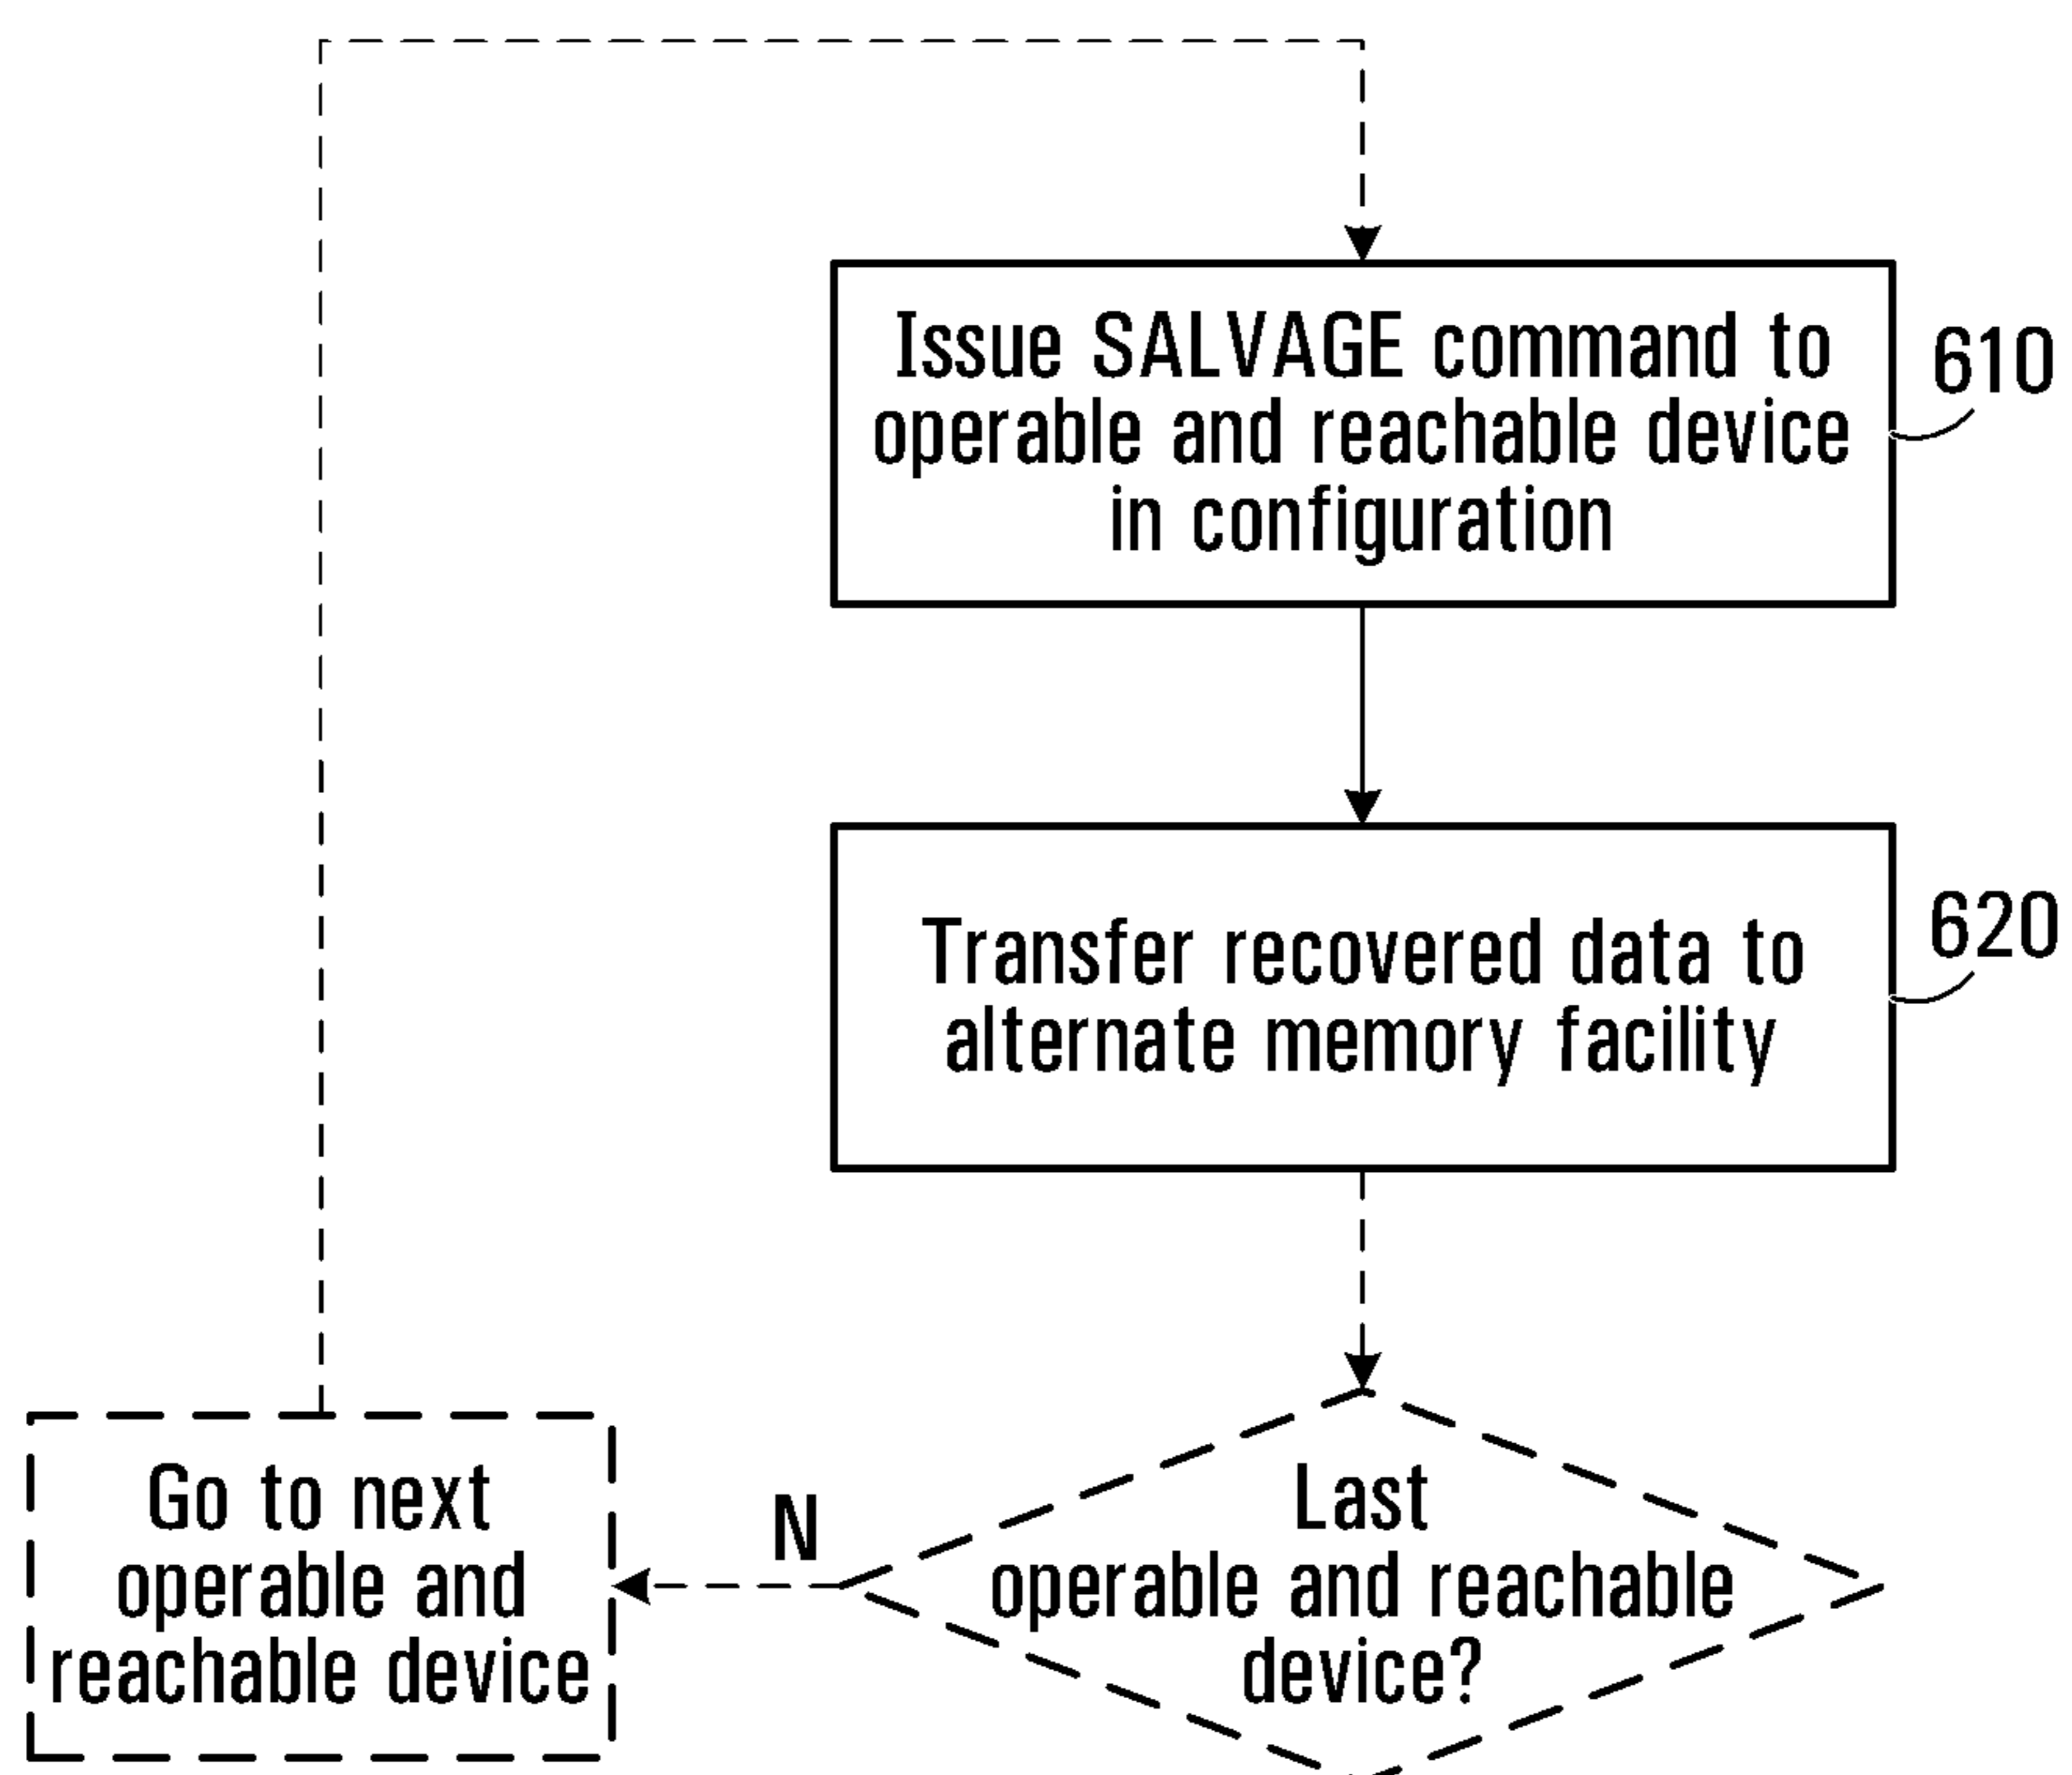 Issue SALVAGE command to
operable and reachable device
in configuration
610
Transfer recovered data to
alternate memory facility
620
Last
operable and reachable
device?
N
Go to next
operable and
reachable device